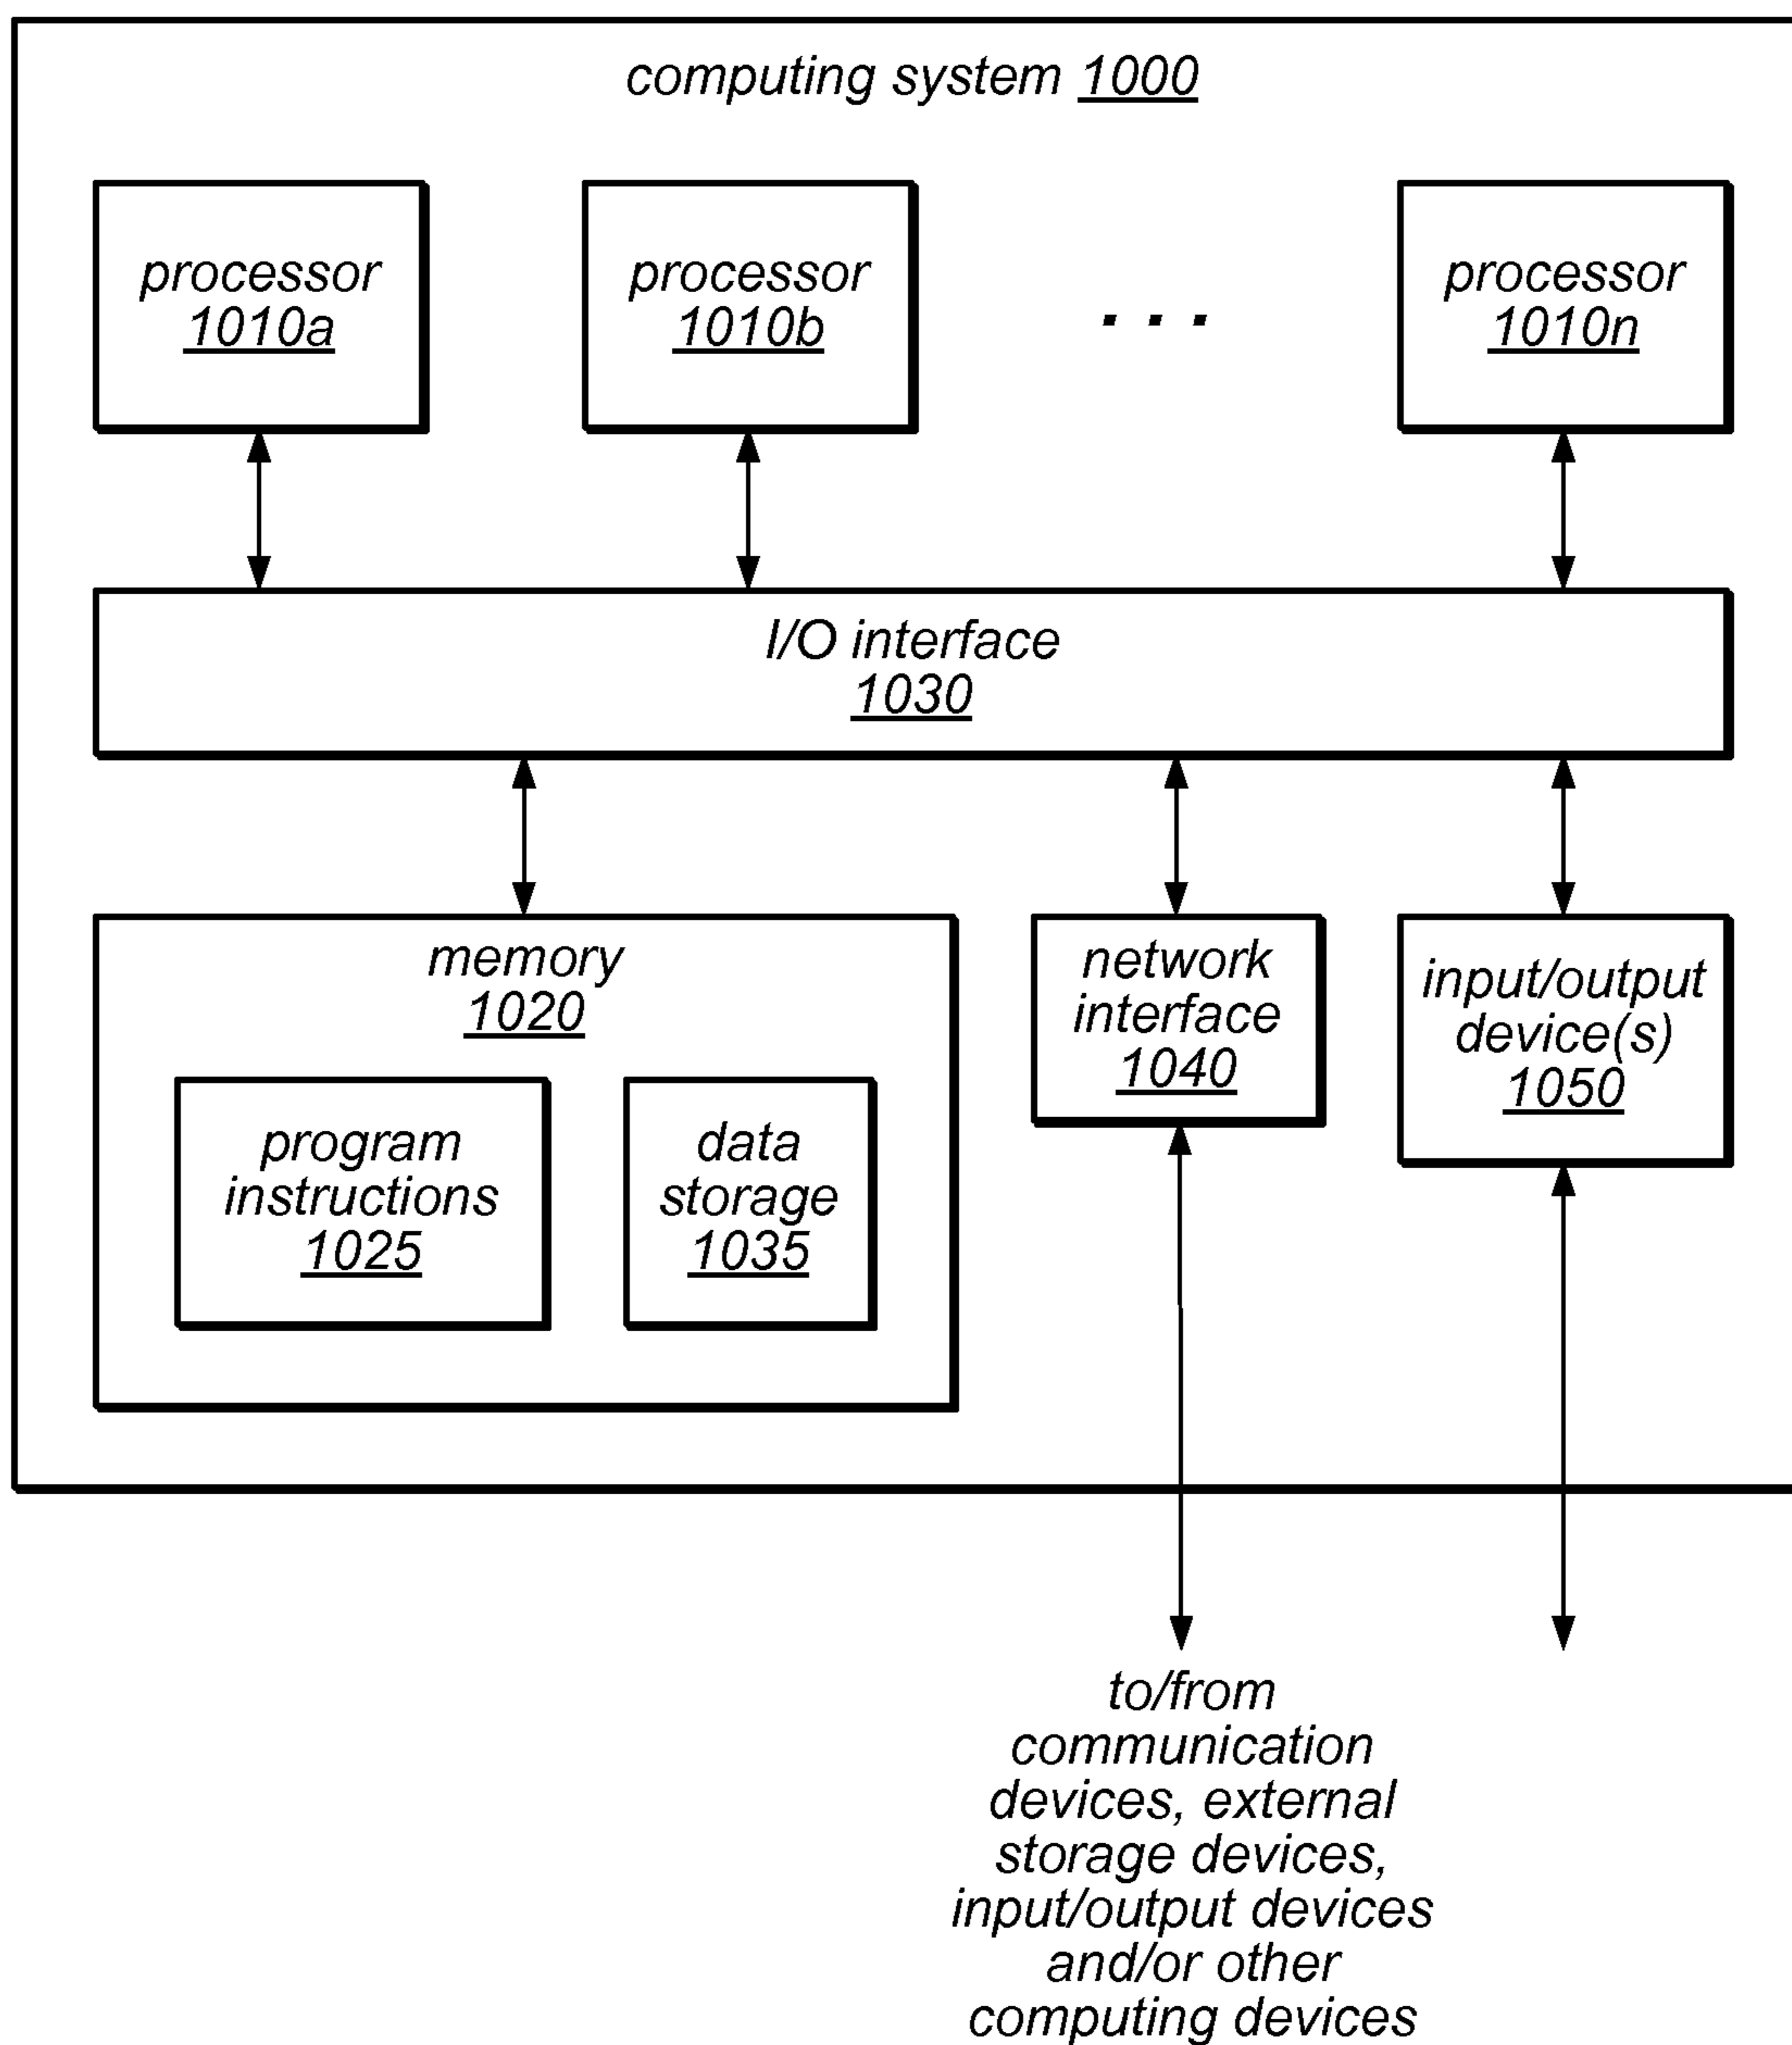 computing system 1000
processor
1010a
processor
1010b
. . .
processor
1010n
I/O interface
1030
memory
1020
program
instructions
1025
data
storage
1035
network
interface
1040
input/output
device(s)
1050
to/from
communication
devices, external
storage devices,
input/output devices
and/or other
computing devices